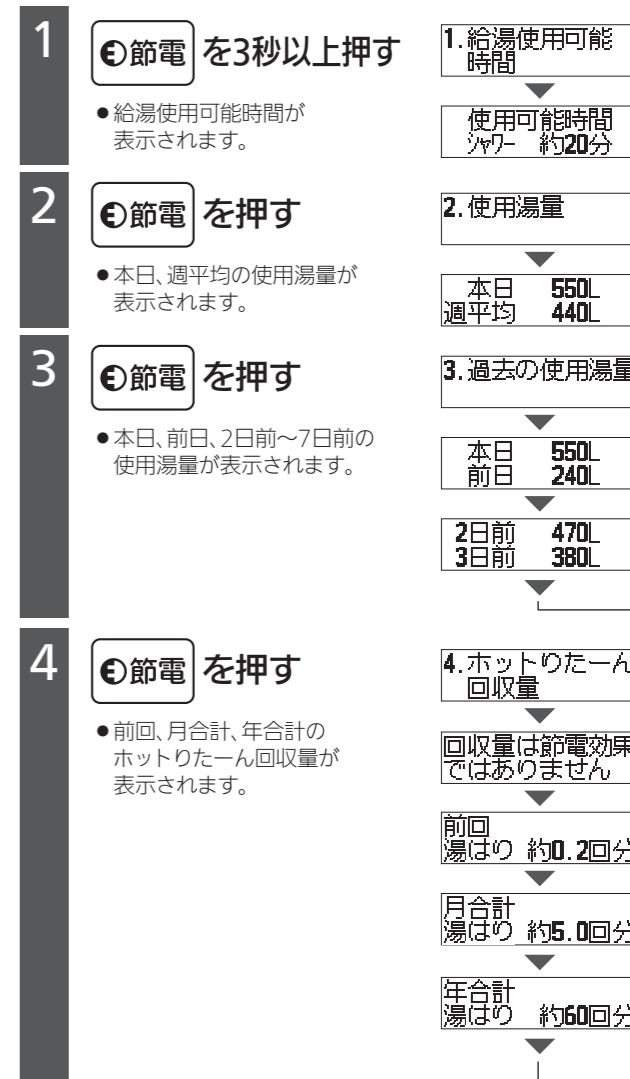 1
節電 を3秒以上押す
●給湯使用可能時間が
表示されます。
1.給湯使用可能
時間
使用可能時間
シャワー 約20分
2
節電 を押す
●本日、週平均の使用湯量が
表示されます。
2.使用湯量
本日 550L
週平均 440L
3
節電 を押す
●本日、前日、2日前〜7日前の
使用湯量が表示されます。
3.過去の使用湯量
本日 550L
前日 240L
2日前 470L
3日前 380L
4
節電 を押す
●前回、月合計、年合計の
ホットりたーん回収量が
表示されます。
4.ホットりたーん
回収量
回収量は節電効果
ではありません
前回
湯はり 約0.2回分
月合計
湯はり 約5.0回分
年合計
湯はり 約60回分